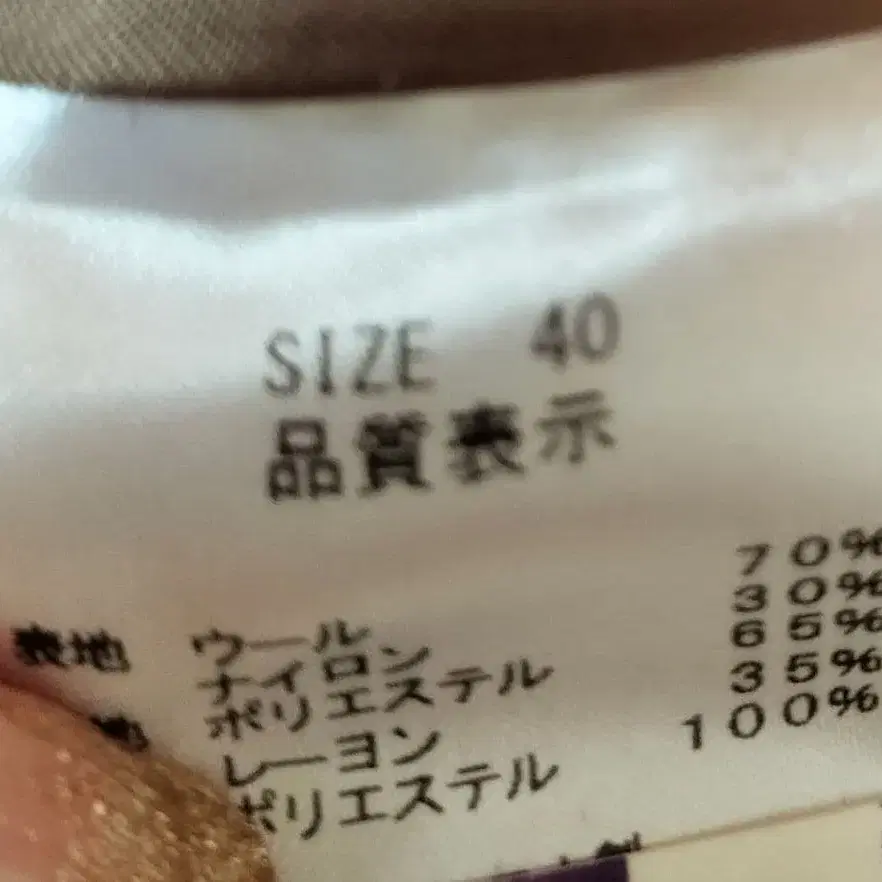 SIZE 40
品質表示
表地 ウール 70%
ナイロン 30%
地 ポリエステル 65%
レーヨン 35%
ポリエステル 100%